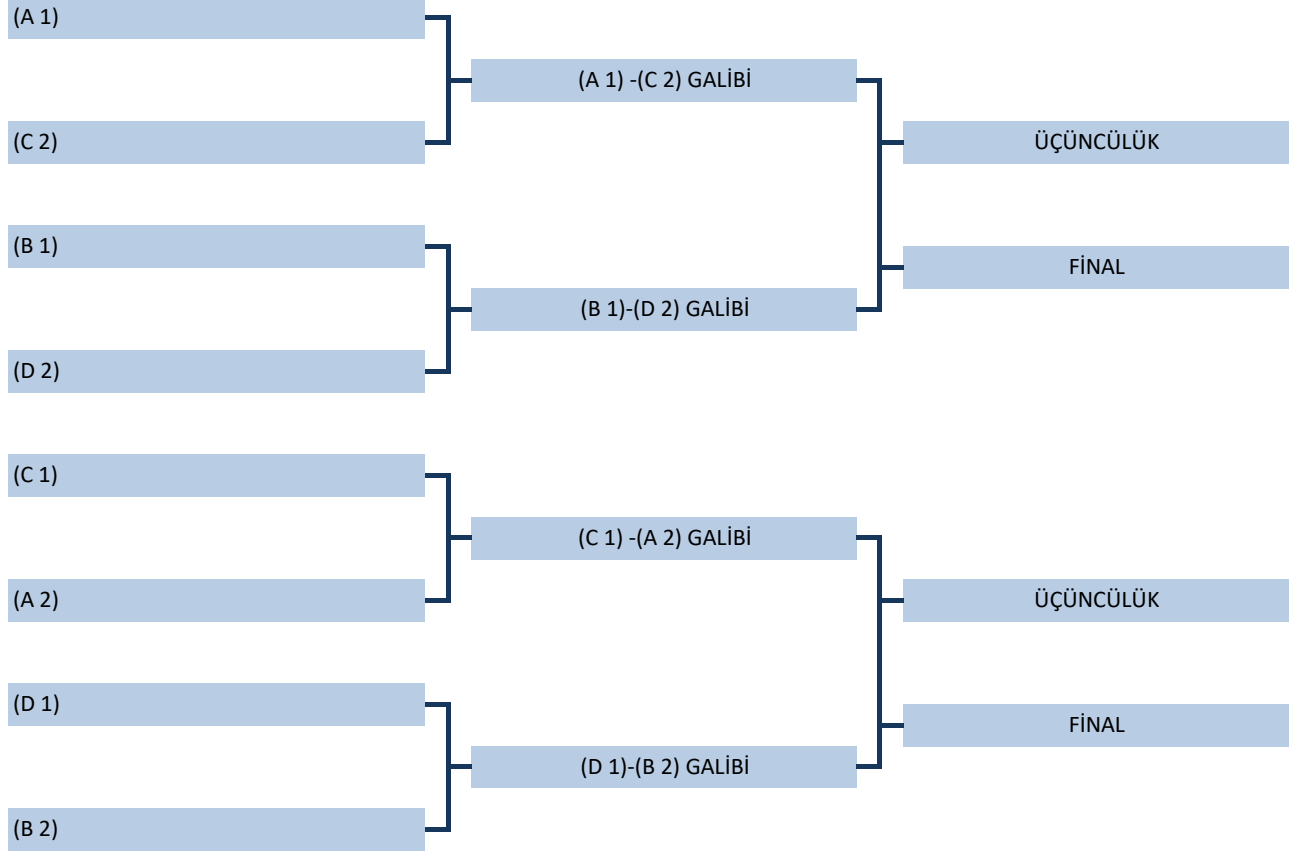 (A 1)
(A 1) -(C 2) GALİBİ
(C 2)
ÜÇÜNCÜLÜK
(B 1)
FİNAL
(B 1)-(D 2) GALİBİ
(D 2)
(C 1)
(C 1) -(A 2) GALİBİ
(A 2)
ÜÇÜNCÜLÜK
(D 1)
FİNAL
(D 1)-(B 2) GALİBİ
(B 2)